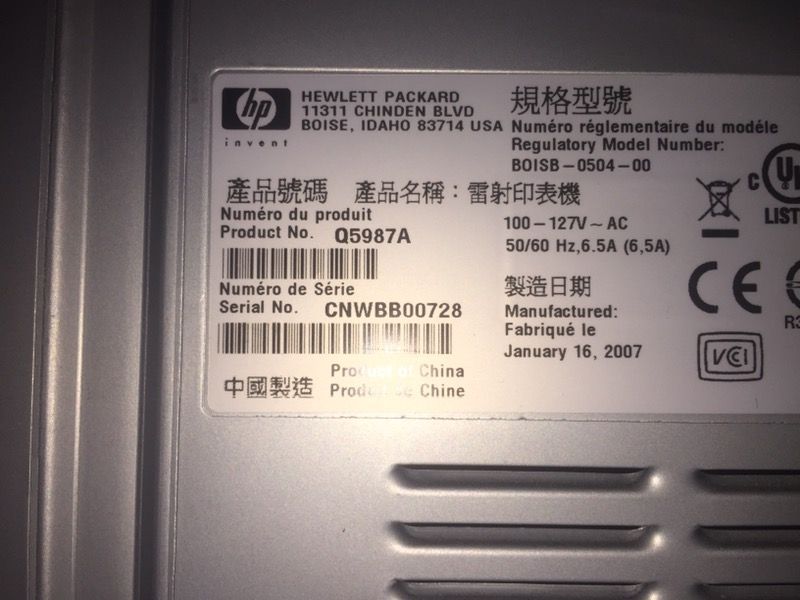 hp
invent
HEWLETT PACKARD
11311 CHINDEN BLVD
BOISE, IDAHO 83714 USA
規格型號
Numéro réglementaire du modéle
Regulatory Model Number:
BOISB-0504-00
產品號碼 產品名稱：雷射印表機
Numéro du produit
Product No. Q5987A
100-127V~AC
50/60 Hz,6.5A (6,5A)
Numéro de Série
Serial No. CNWBB00728
製造日期
Manufactured:
Fabriqué le
January 16, 2007
中國製造
Product of China
Produit de Chine
C UL
LIST
CE
VCI
R3